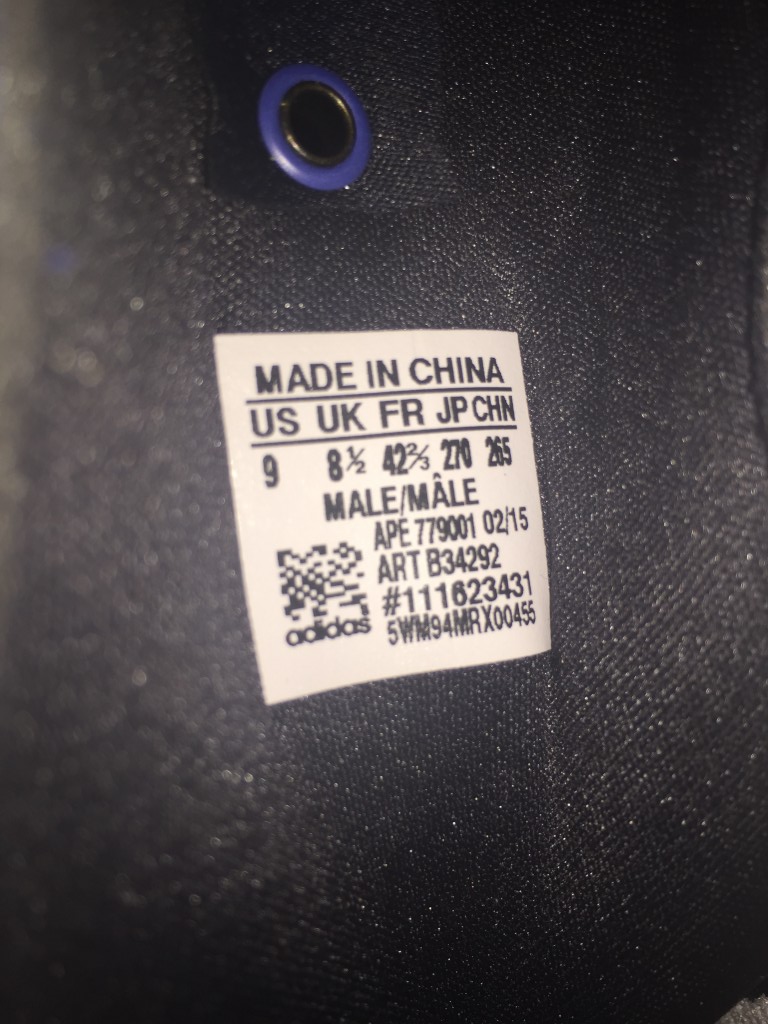 MADE IN CHINA
US UK FR JP CHN
9 8½ 42⅔ 270 265
MALE/MÂLE
APE 779001 02/15
ART B34292
#111623431
5WM94MRX00455
adidas